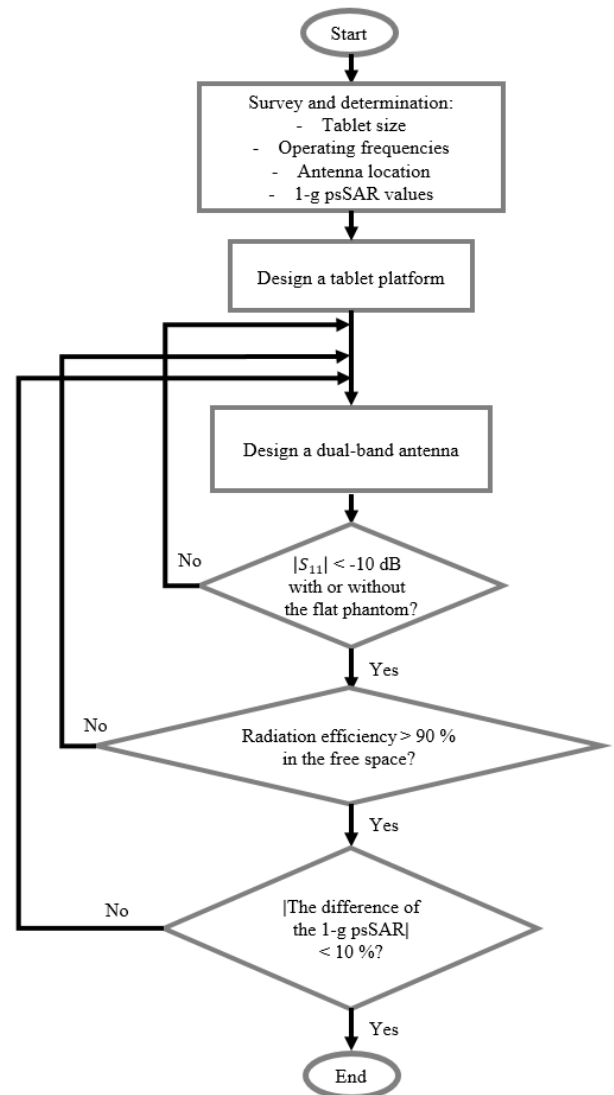 Start
Survey and determination:
- Tablet size
- Operating frequencies
- Antenna location
- 1-g psSAR values
Design a tablet platform
Design a dual-band antenna
No
|S₁₁| < -10 dB
with or without
the flat phantom?
Yes
No
Radiation efficiency > 90 %
in the free space?
Yes
No
|The difference of
the 1-g psSAR|
< 10 %?
Yes
End